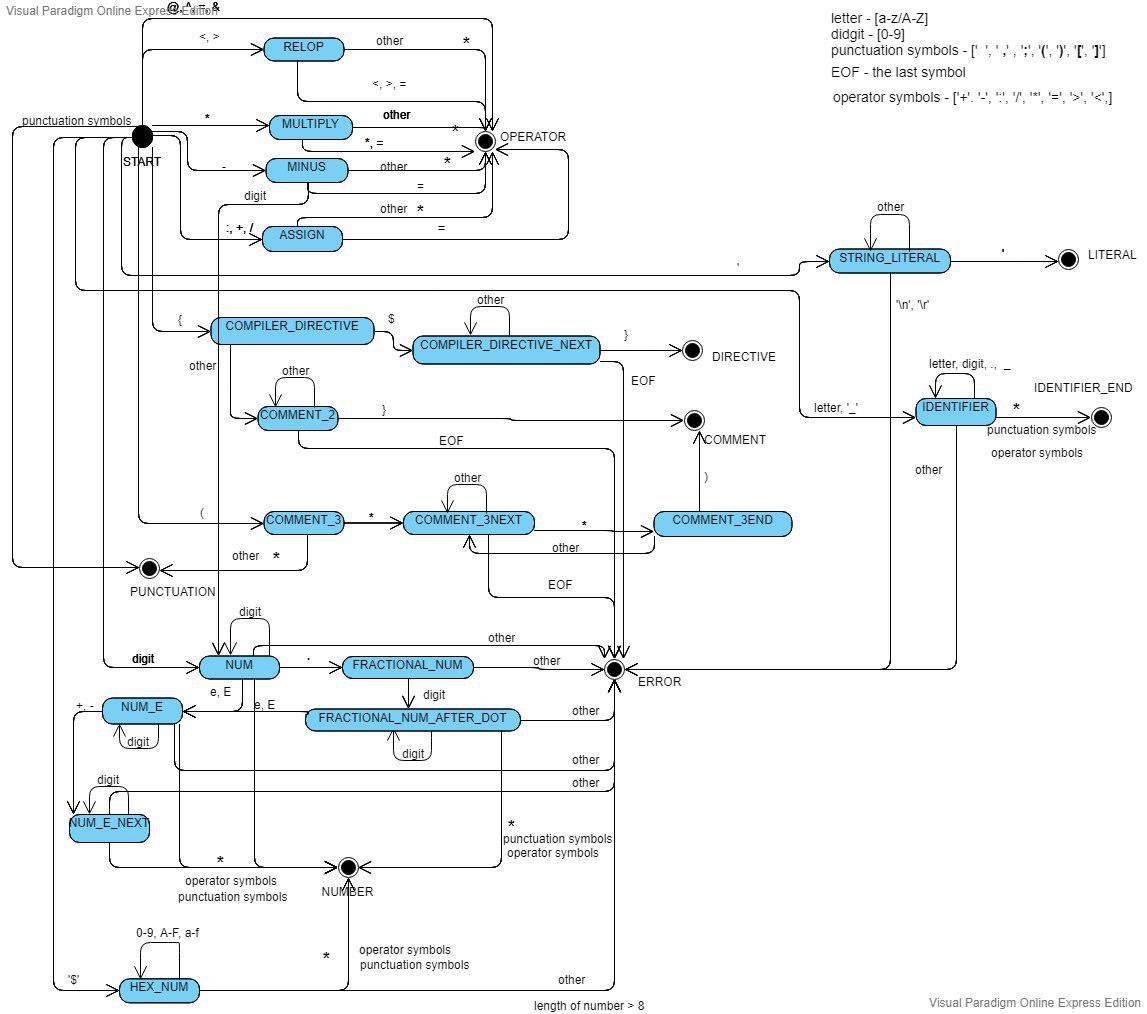 Visual Paradigm Online Express Edition
@,^, =, &
letter - [a-z/A-Z]
didgit - [0-9]
punctuation symbols - [' ', ' ,' , ';', '(', ')', '[', ']']
EOF - the last symbol
operator symbols - ['+'. '-', ':', '/', '*', '=', '>', '<',]
<, >
RELOP
other
*
<, >, =
punctuation symbols
*
MULTIPLY
other
*
OPERATOR
START
*, =
-
MINUS
other
*
=
digit
other
*
:, +, /
ASSIGN
=
other
'
STRING_LITERAL
'
LITERAL
'\n', '\r'
{
COMPILER_DIRECTIVE
$
other
COMPILER_DIRECTIVE_NEXT
}
DIRECTIVE
EOF
other
other
COMMENT_2
}
COMMENT
EOF
letter, digit, ., _
IDENTIFIER_END
letter, '_'
IDENTIFIER
*
punctuation symbols
operator symbols
other
)
other
(
COMMENT_3
*
COMMENT_3NEXT
*
COMMENT_3END
other
other
*
EOF
PUNCTUATION
digit
other
digit
NUM
.
FRACTIONAL_NUM
other
ERROR
e, E
digit
+, -
NUM_E
e, E
FRACTIONAL_NUM_AFTER_DOT
other
digit
digit
other
digit
other
NUM_E_NEXT
*
punctuation symbols
operator symbols
*
operator symbols
punctuation symbols
NUMBER
0-9, A-F, a-f
*
operator symbols
punctuation symbols
'$'
HEX_NUM
other
length of number > 8
Visual Paradigm Online Express Edition